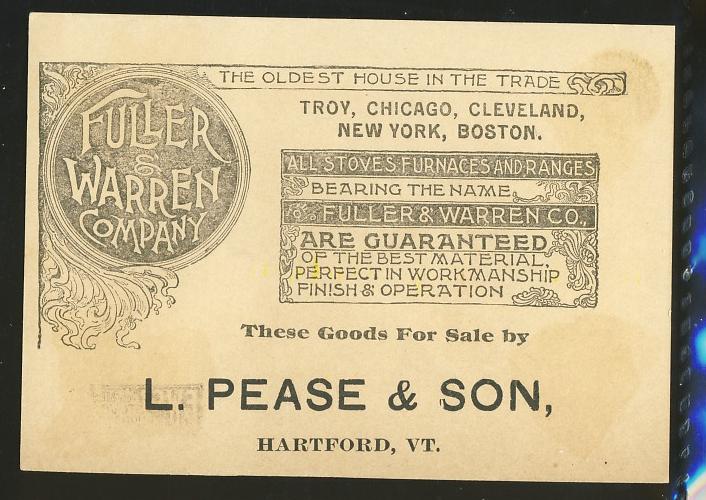 FULLER
&
WARREN
COMPANY
THE OLDEST HOUSE IN THE TRADE
TROY, CHICAGO, CLEVELAND,
NEW YORK, BOSTON.
ALL STOVES, FURNACES AND RANGES
BEARING THE NAME
FULLER & WARREN CO.,
ARE GUARANTEED
OF THE BEST MATERIAL,
PERFECT IN WORKMANSHIP
FINISH & OPERATION
These Goods For Sale by
L. PEASE & SON,
HARTFORD, VT.